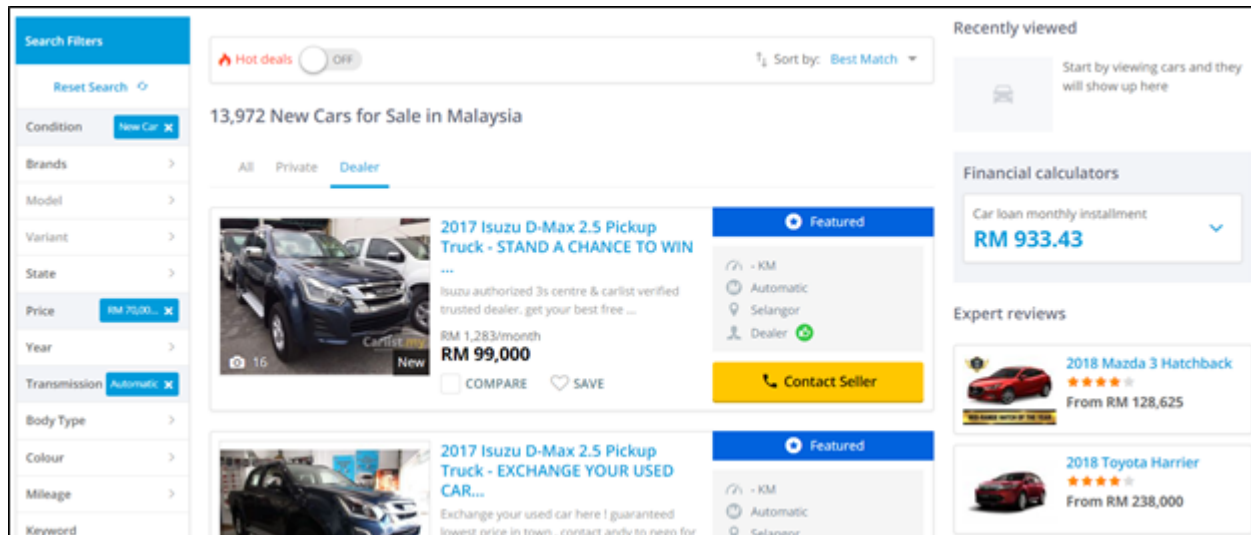 Search Filters
Reset Search
Condition
New Car ×
Brands
Model
Variant
State
Price
RM 70,00... ×
Year
Transmission
Automatic ×
Body Type
Colour
Mileage
Keyword
Hot deals
OFF
Sort by: Best Match
13,972 New Cars for Sale in Malaysia
All Private Dealer
16
Carlist.my
New
2017 Isuzu D-Max 2.5 Pickup
Truck - STAND A CHANCE TO WIN
...
Isuzu authorized 3s centre & carlist verified
trusted dealer, get your best free ...
RM 1,283/month
RM 99,000
COMPARE
SAVE
Featured
- KM
Automatic
Selangor
Dealer
Contact Seller
2017 Isuzu D-Max 2.5 Pickup
Truck - EXCHANGE YOUR USED
CAR...
Exchange your used car here ! guaranteed
lowest price in town , contact andy to nego for
Featured
- KM
Automatic
Selangor
Recently viewed
Start by viewing cars and they
will show up here
Financial calculators
Car loan monthly installment
RM 933.43
Expert reviews
2018 Mazda 3 Hatchback
From RM 128,625
2018 Toyota Harrier
From RM 238,000